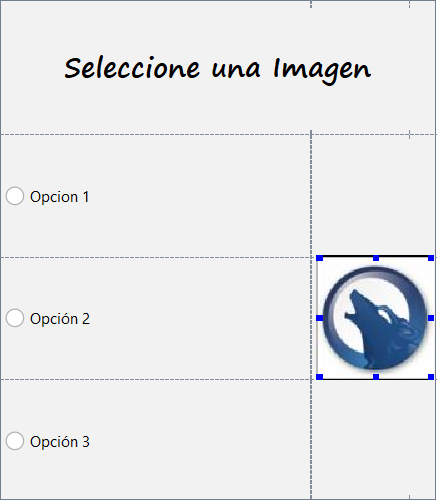 Seleccione una Imagen
Opcion 1
Opción 2
Opción 3